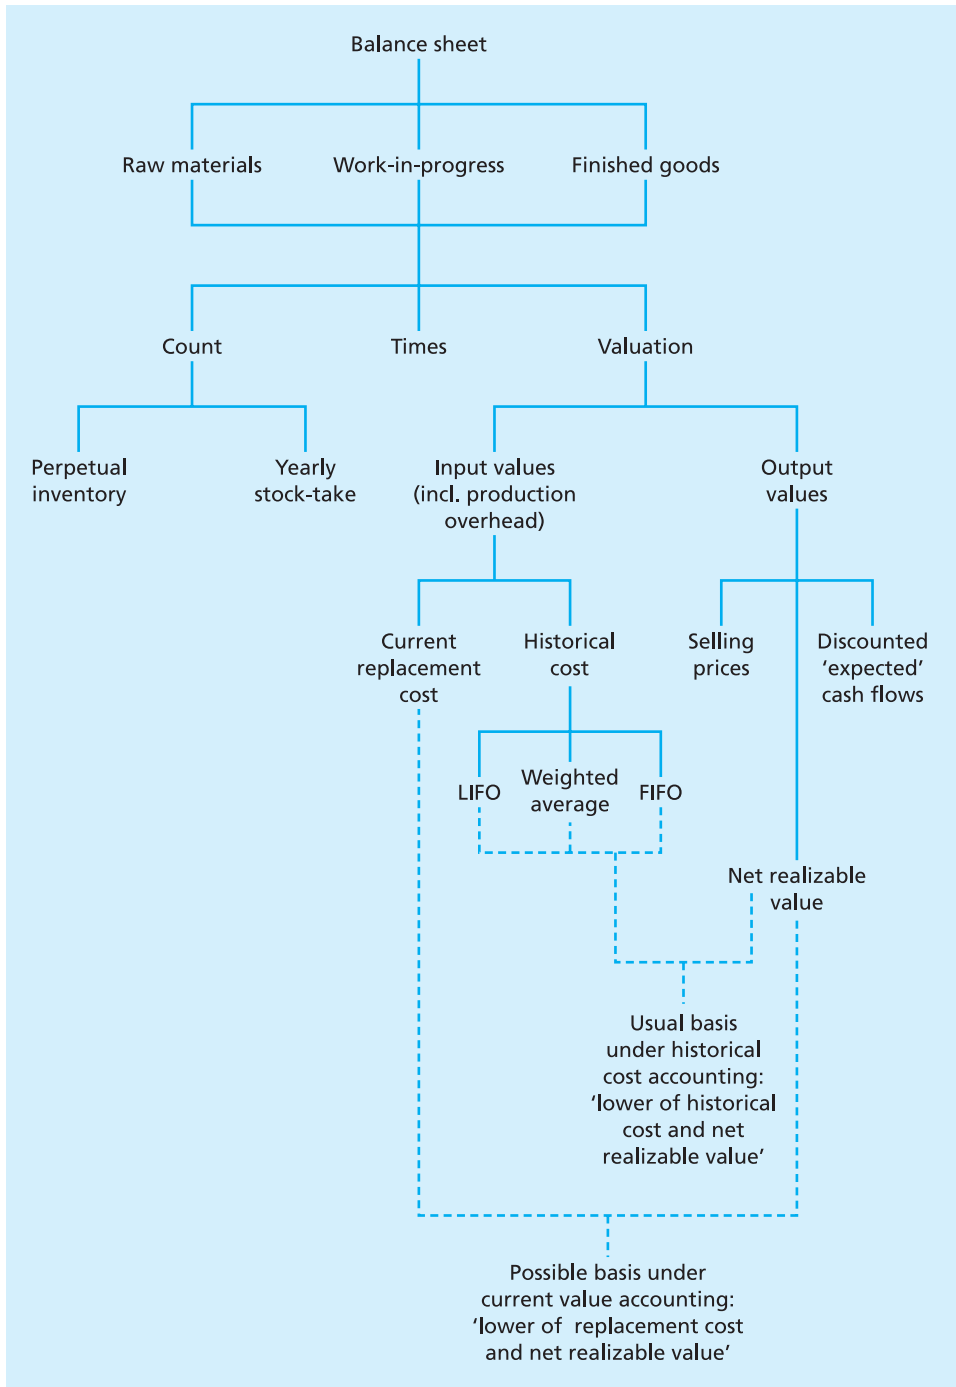 Balance sheet
Raw materials
Work-in-progress
Finished goods
Count
Times
Valuation
Perpetual
inventory
Yearly
stock-take
Input values
(incl. production
overhead)
Output
values
Current
replacement
cost
Historical
cost
Selling
prices
Discounted
‘expected’
cash flows
LIFO
Weighted
average
FIFO
Net realizable
value
Usual basis
under historical
cost accounting:
‘lower of historical
cost and net
realizable value’
Possible basis under
current value accounting:
‘lower of replacement cost
and net realizable value’